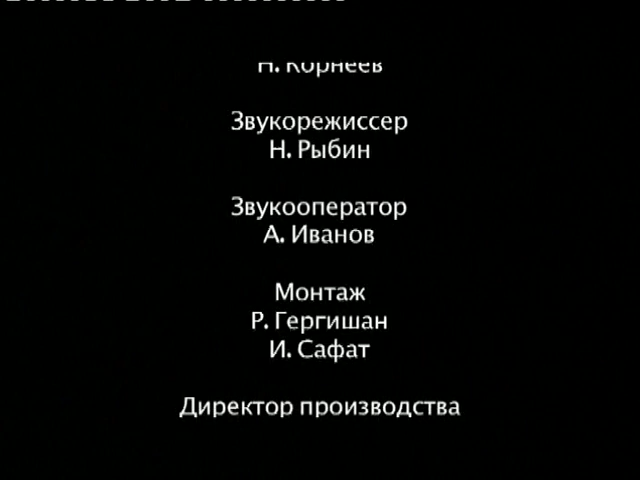 Н. Корнеев
Звукорежиссер
Н. Рыбин
Звукооператор
А. Иванов
Монтаж
Р. Гергишан
И. Сафат
Директор производства